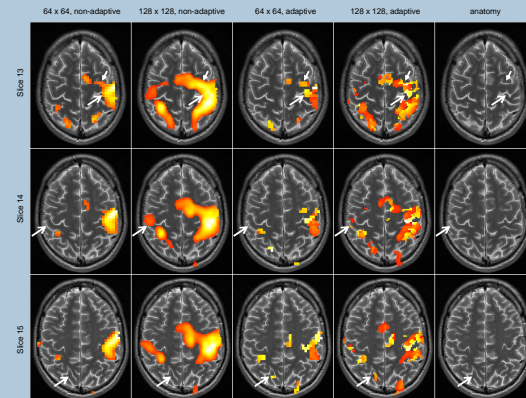 64 x 64, non-adaptive
128 x 128, non-adaptive
64 x 64, adaptive
128 x 128, adaptive
anatomy
Slice 13
Slice 14
Slice 15